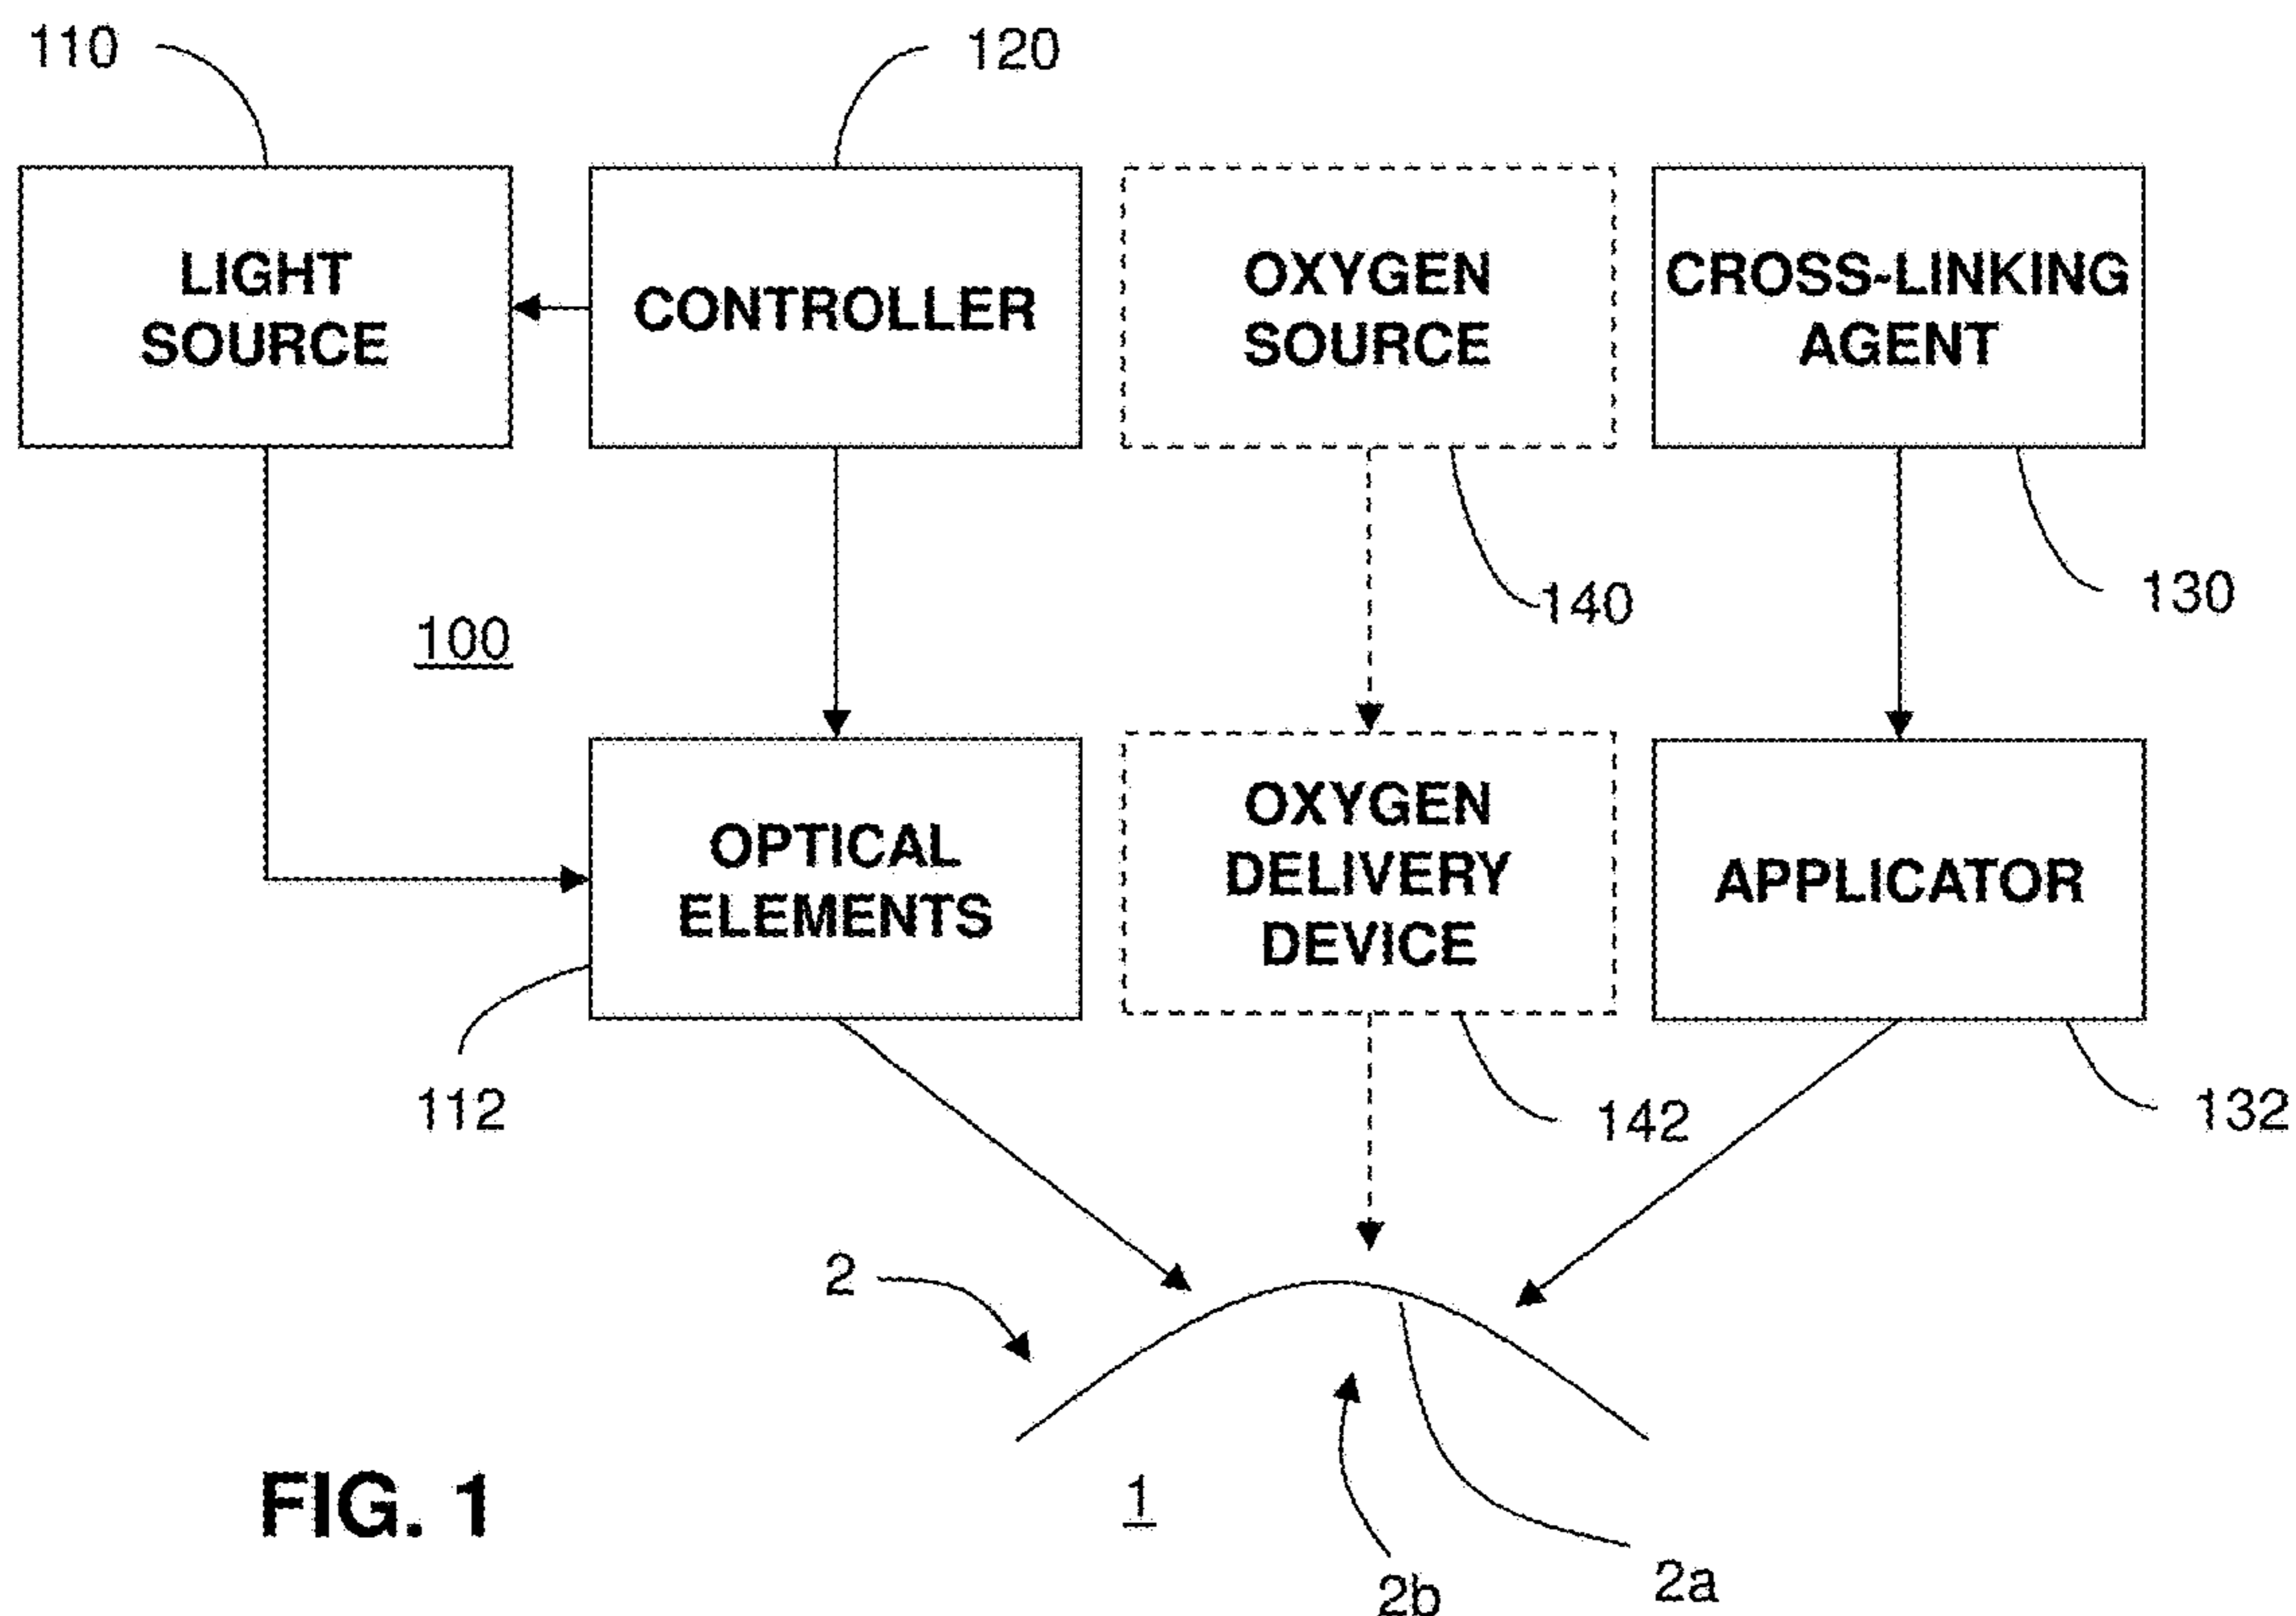 110
120
LIGHT
SOURCE
CONTROLLER
OXYGEN
SOURCE
CROSS-LINKING
AGENT
140
130
100
OPTICAL
ELEMENTS
OXYGEN
DELIVERY
DEVICE
APPLICATOR
112
142
132
2
FIG. 1
1
2b
2a